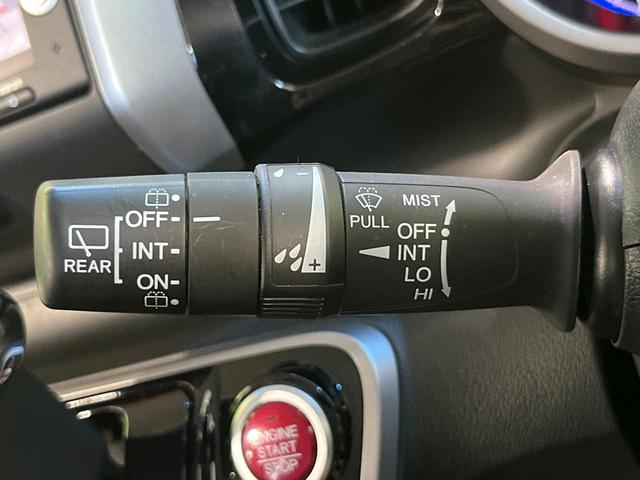 OFF
INT
ON
REAR
- 
+
PULL
MIST
OFF
INT
LO
HI
ENGINE
START
STOP